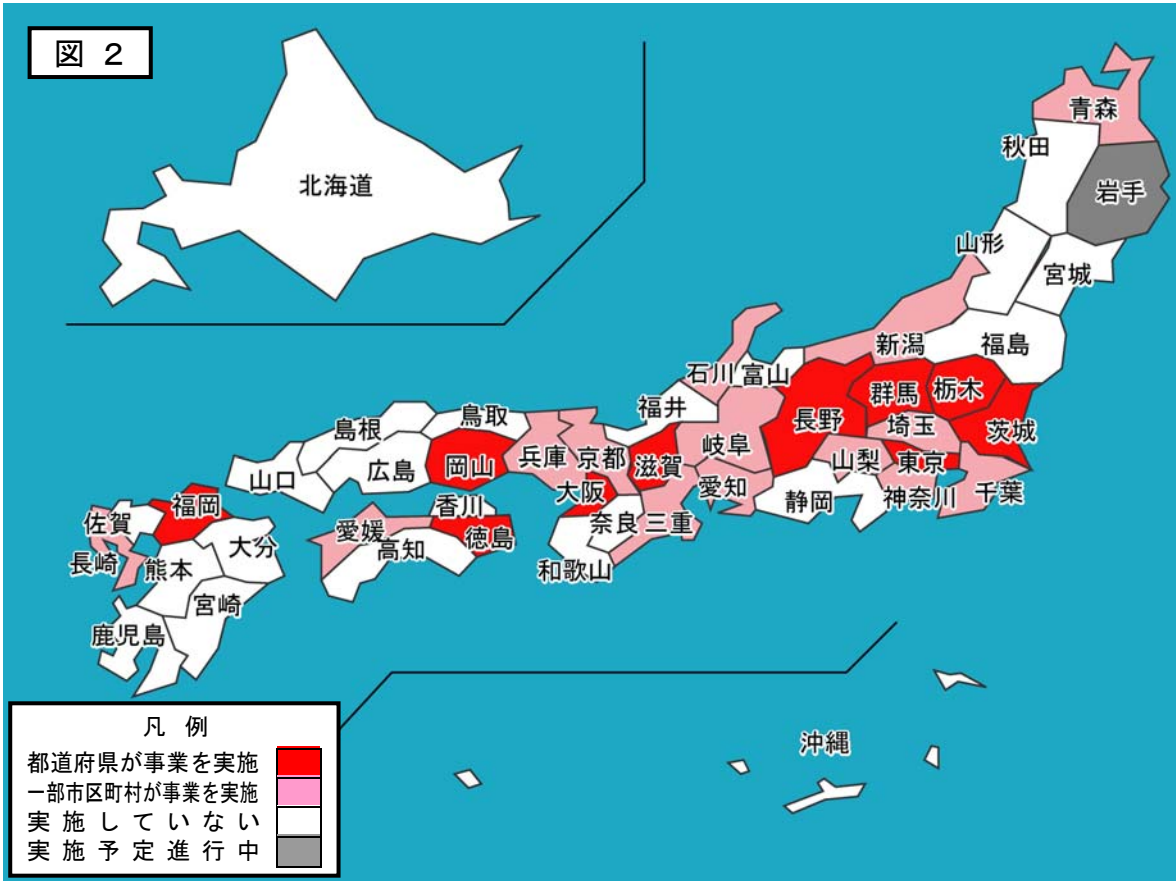 図 2
北海道
青森
秋田
岩手
山形
宮城
新潟
福島
石川
富山
福井
群馬
栃木
長野
埼玉
茨城
島根
鳥取
岐阜
山梨
東京
山口
広島
岡山
兵庫
京都
滋賀
愛知
静岡
神奈川
千葉
大阪
奈良
三重
和歌山
香川
徳島
愛媛
高知
福岡
佐賀
長崎
大分
熊本
宮崎
鹿児島
沖縄
凡 例
都道府県が事業を実施
一部市区町村が事業を実施
実施していない
実施予定進行中